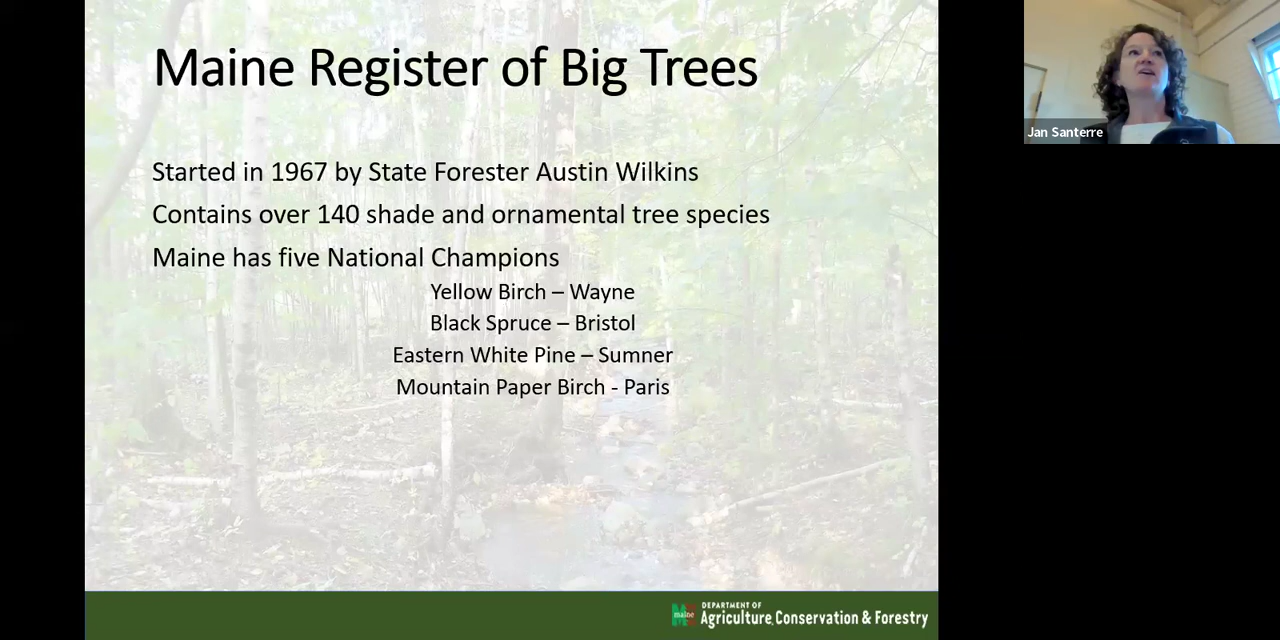 Maine Register of Big Trees
Jan Santerre
Started in 1967 by State Forester Austin Wilkins
Contains over 140 shade and ornamental tree species
Maine has five National Champions
Yellow Birch – Wayne
Black Spruce – Bristol
Eastern White Pine – Sumner
Mountain Paper Birch - Paris
maine
DEPARTMENT OF
Agriculture, Conservation & Forestry